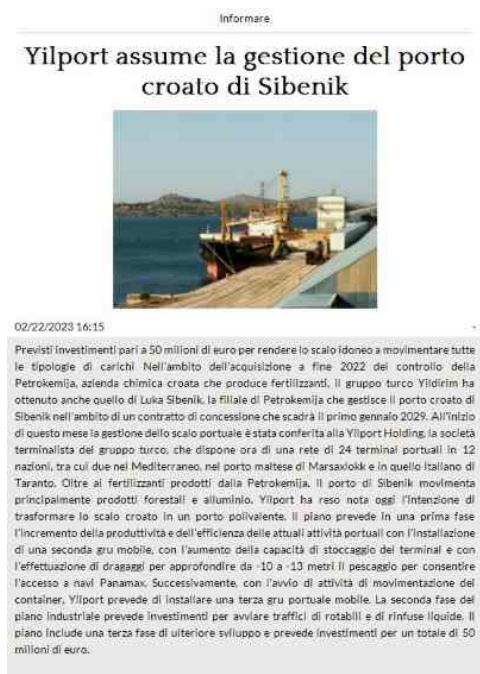 Informare
Yilport assume la gestione del porto
croato di Sibenik
02/22/2023 16:15
-
Previsti investimenti pari a 50 milioni di euro per rendere lo scalo idoneo a movimentare tutte
le tipologie di carichi Nell'ambito dell'acquisizione a fine 2022 del controllo della
Petrokemija, azienda chimica croata che produce fertilizzanti, il gruppo turco Yildirim ha
ottenuto anche quello di Luka Sibenik, la filiale di Petrokemija che gestisce il porto croato di
Sibenik nell'ambito di un contratto di concessione che scadrà il primo gennaio 2029. All'inizio
di questo mese la gestione dello scalo portuale è stata conferita alla Yilport Holding, la società
terminalista del gruppo turco, che dispone ora di una rete di 24 terminal portuali in 12
nazioni, tra cui due nel Mediterraneo, nel porto maltese di Marsaxlokk e in quello italiano di
Taranto. Oltre ai fertilizzanti prodotti dalla Petrokemija, il porto di Sibenik movimenta
principalmente prodotti forestali e alluminio. Yilport ha reso nota oggi l'intenzione di
trasformare lo scalo croato in un porto polivalente. Il piano prevede in una prima fase
l'incremento della produttività e dell'efficienza delle attuali attività portuali con l'installazione
di una seconda gru mobile, con l'aumento della capacità di stoccaggio del terminal e con
l'effettuazione di dragaggi per approfondire da -10 a -13 metri il pescaggio per consentire
l'accesso a navi Panamax. Successivamente, con l'avvio di attività di movimentazione dei
container, Yilport prevede di installare una terza gru portuale mobile. La seconda fase del
piano industriale prevede investimenti per avviare traffici di rotabili e di rinfuse liquide. Il
piano include una terza fase di ulteriore sviluppo e prevede investimenti per un totale di 50
milioni di euro.